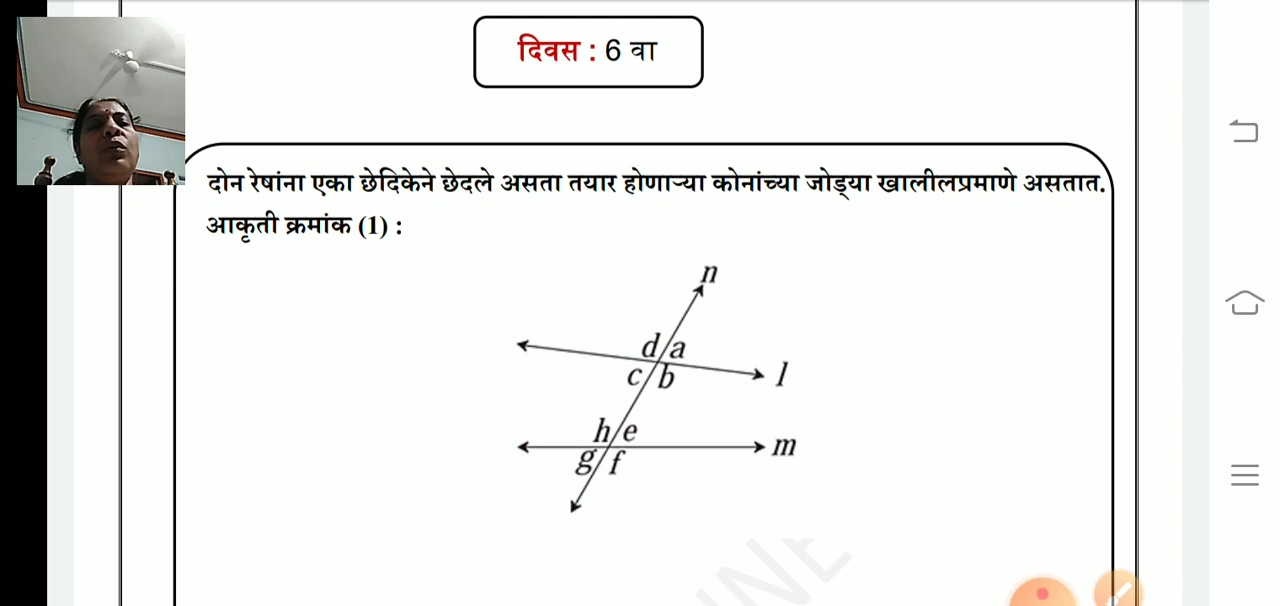 दिवस : 6 वा
दोन रेषांना एका छेदिकेने छेदले असता तयार होणाऱ्या कोनांच्या जोड्या खालीलप्रमाणे असतात.
आकृती क्रमांक (1) :
n
d a
c b
l
h e
m
g f